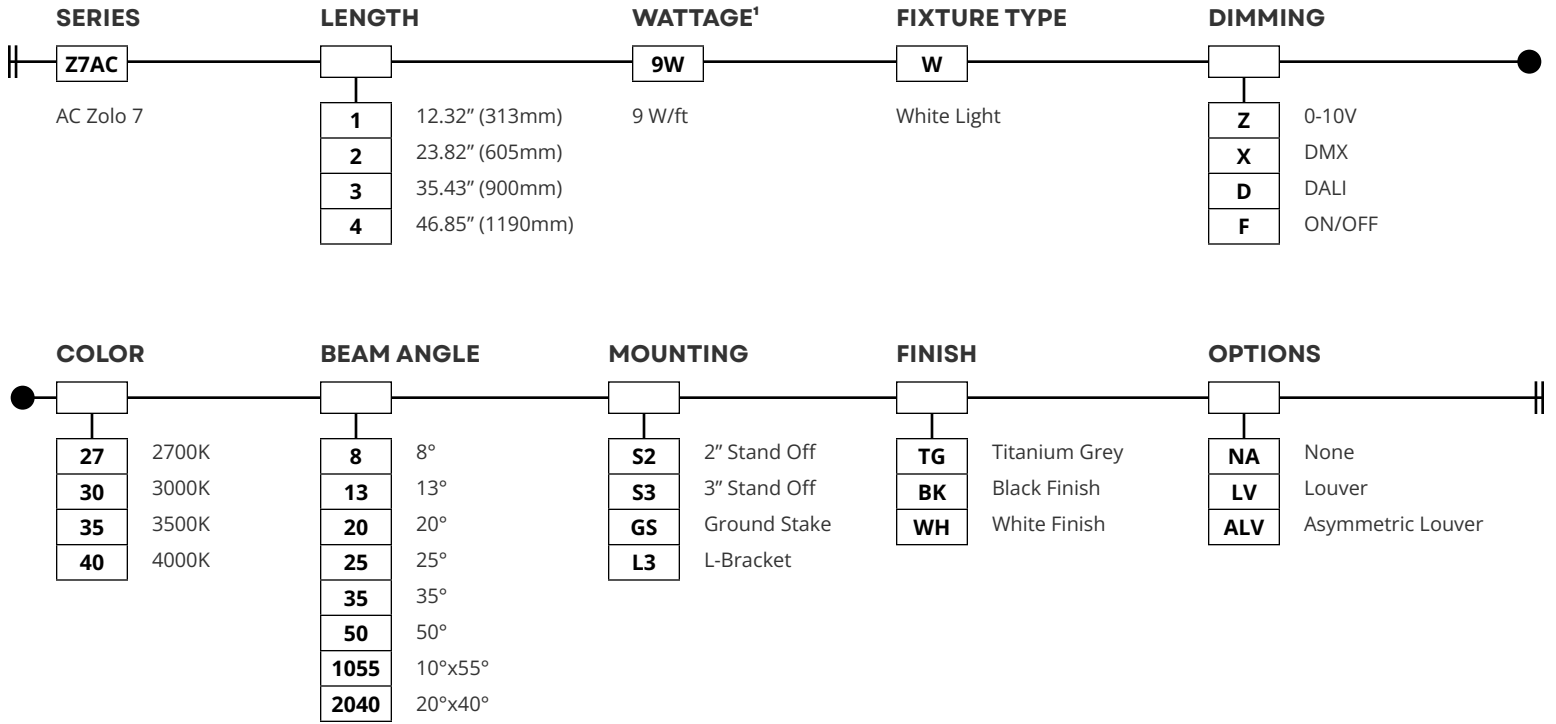 SERIES LENGTH WATTAGE¹ FIXTURE TYPE DIMMING
Z7AC 9W W
AC Zolo 7 1 12.32” (313mm) 9 W/ft White Light Z 0-10V
2 23.82” (605mm) X DMX
3 35.43” (900mm) D DALI
4 46.85” (1190mm) F ON/OFF
COLOR BEAM ANGLE MOUNTING FINISH OPTIONS
27 2700K 8 8° S2 2” Stand Off TG Titanium Grey NA None
30 3000K 13 13° S3 3” Stand Off BK Black Finish LV Louver
35 3500K 20 20° GS Ground Stake WH White Finish ALV Asymmetric Louver
40 4000K 25 25° L3 L-Bracket
35 35°
50 50°
1055 10°x55°
2040 20°x40°